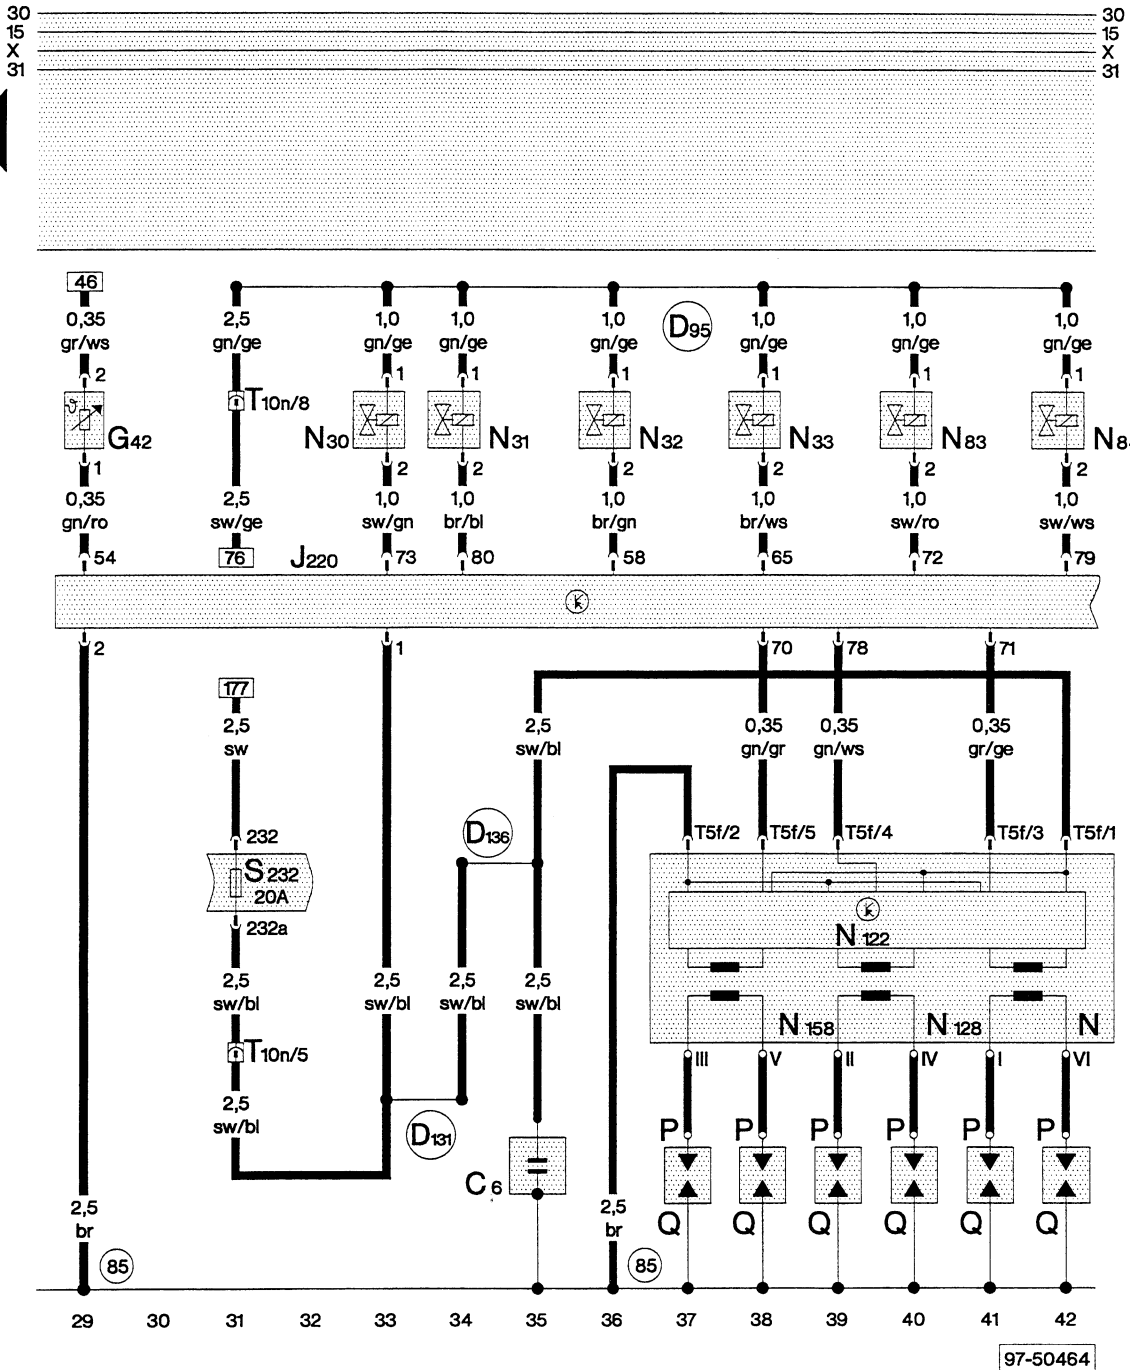 30 30
15 15
X X
31 31
46
0,35 2,5 1,0 1,0 1,0 1,0 1,0 1,0
gr/ws gn/ge gn/ge gn/ge gn/ge gn/ge gn/ge gn/ge
D95
2 1 1 1 1 1 1
T10n/8
G42 N30 N31 N32 N33 N83
1 2 2 2 2 2 2
0,35 2,5 1,0 1,0 1,0 1,0 1,0 1,0
gn/ro sw/ge sw/gn br/bl br/gn br/ws sw/ro sw/ws
54 76 J220 73 80 58 65 72 79
2 1 70 78 71
177
2,5 2,5 0,35 0,35 0,35
sw sw/bl gn/gr gn/ws gr/ge
232 D136 T5f/2 T5f/5 T5f/4 T5f/3 T5f/1
S232
20A
232a
N122
2,5 2,5 2,5 2,5
sw/bl sw/bl sw/bl sw/bl
N158 N128 N
T10n/5
III V II IV I VI
2,5
sw/bl
D131
P P P P P P
C6
2,5 2,5
br br
Q Q Q Q Q Q
85 85
29 30 31 32 33 34 35 36 37 38 39 40 41 42
97-50464